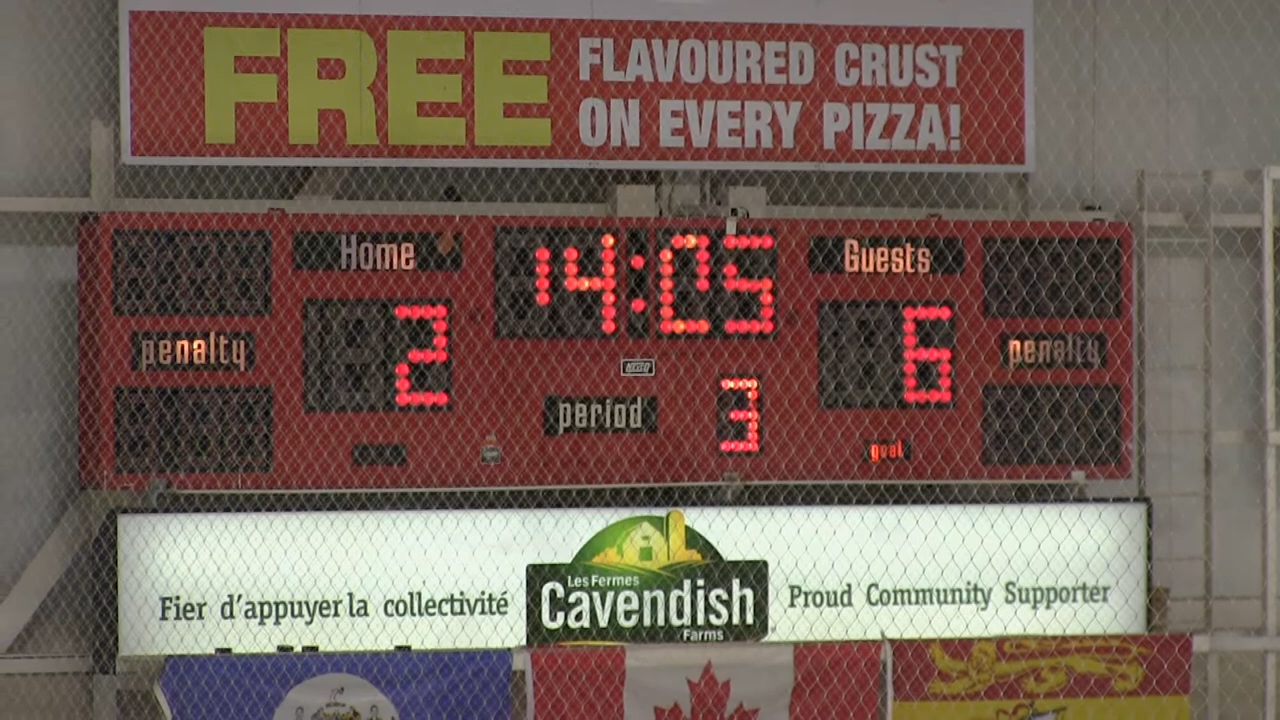 FREE
FLAVOURED CRUST
ON EVERY PIZZA!
Home
14:05
Guests
penalty
2
6
penalty
period
3
goal
Fier d'appuyer la collectivité
Les Fermes
Cavendish
Farms
Proud Community Supporter